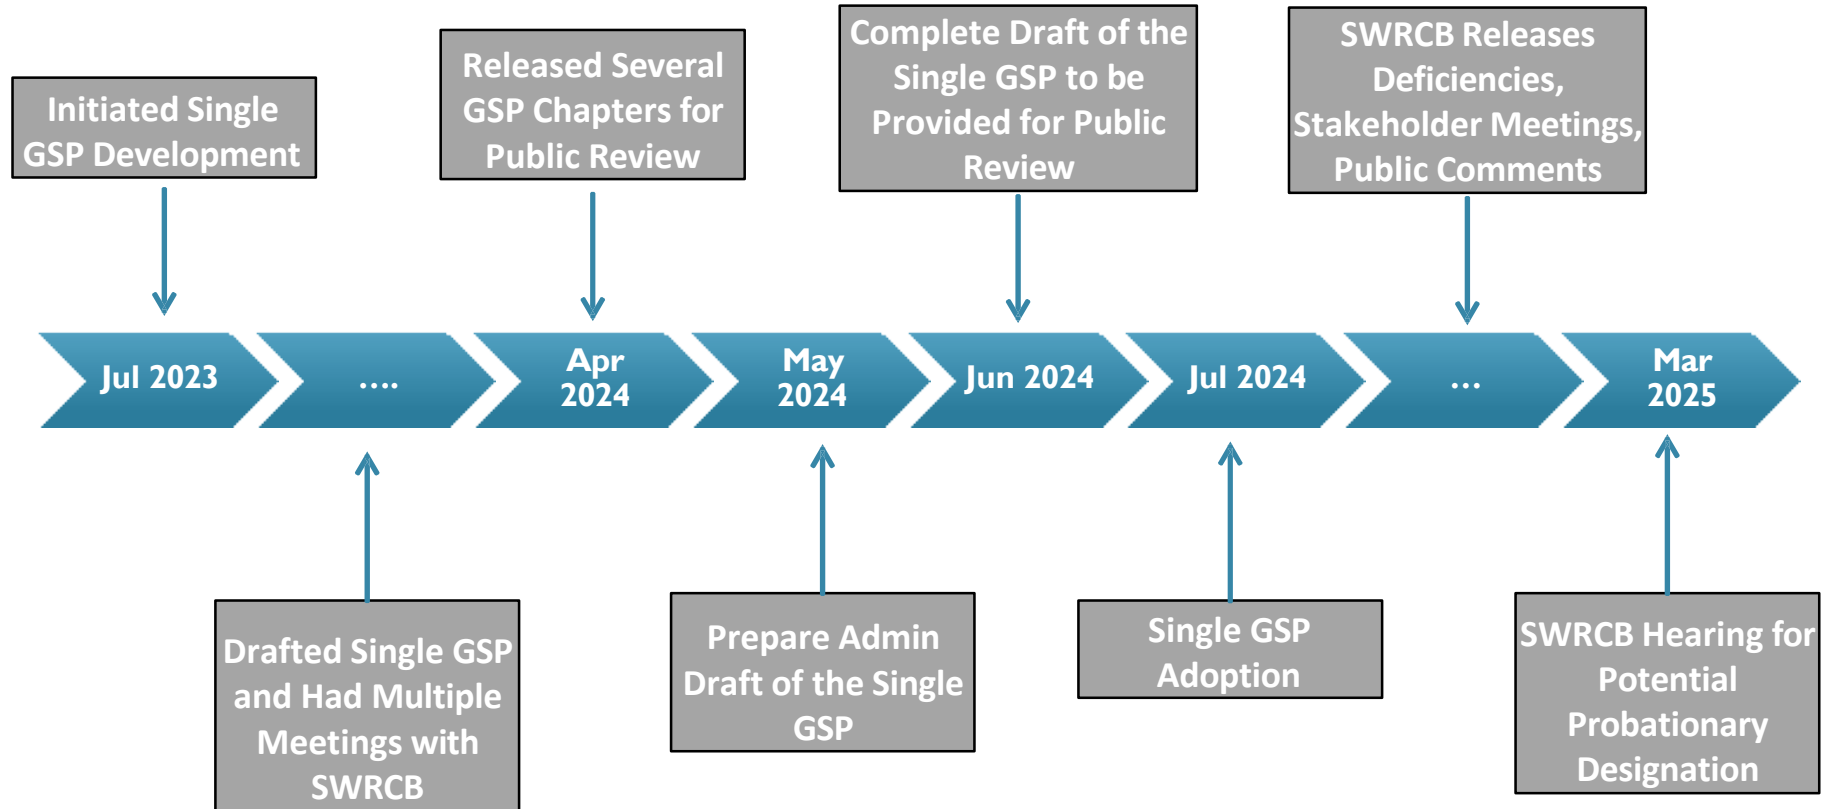 Initiated Single
GSP Development
Released Several
GSP Chapters for
Public Review
Complete Draft of the
Single GSP to be
Provided for Public
Review
SWRCB Releases
Deficiencies,
Stakeholder Meetings,
Public Comments
Jul 2023
....
Apr
2024
May
2024
Jun 2024
Jul 2024
...
Mar
2025
Drafted Single GSP
and Had Multiple
Meetings with
SWRCB
Prepare Admin
Draft of the Single
GSP
Single GSP
Adoption
SWRCB Hearing for
Potential
Probationary
Designation